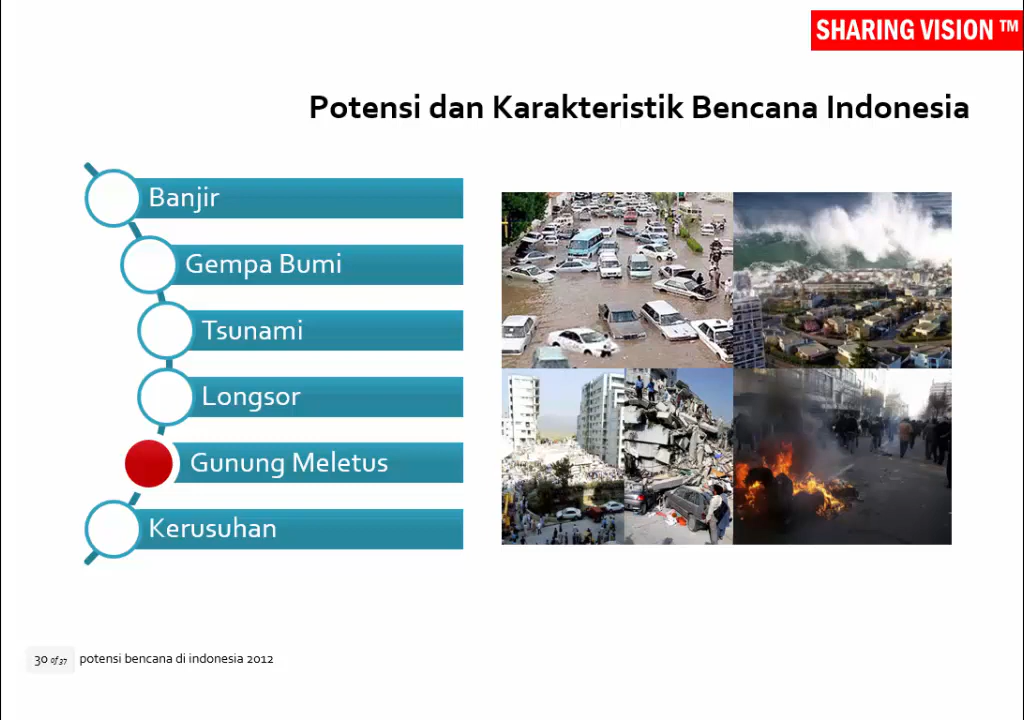 SHARING VISION ™
Potensi dan Karakteristik Bencana Indonesia
Banjir
Gempa Bumi
Tsunami
Longsor
Gunung Meletus
Kerusuhan
30 of 37 potensi bencana di indonesia 2012